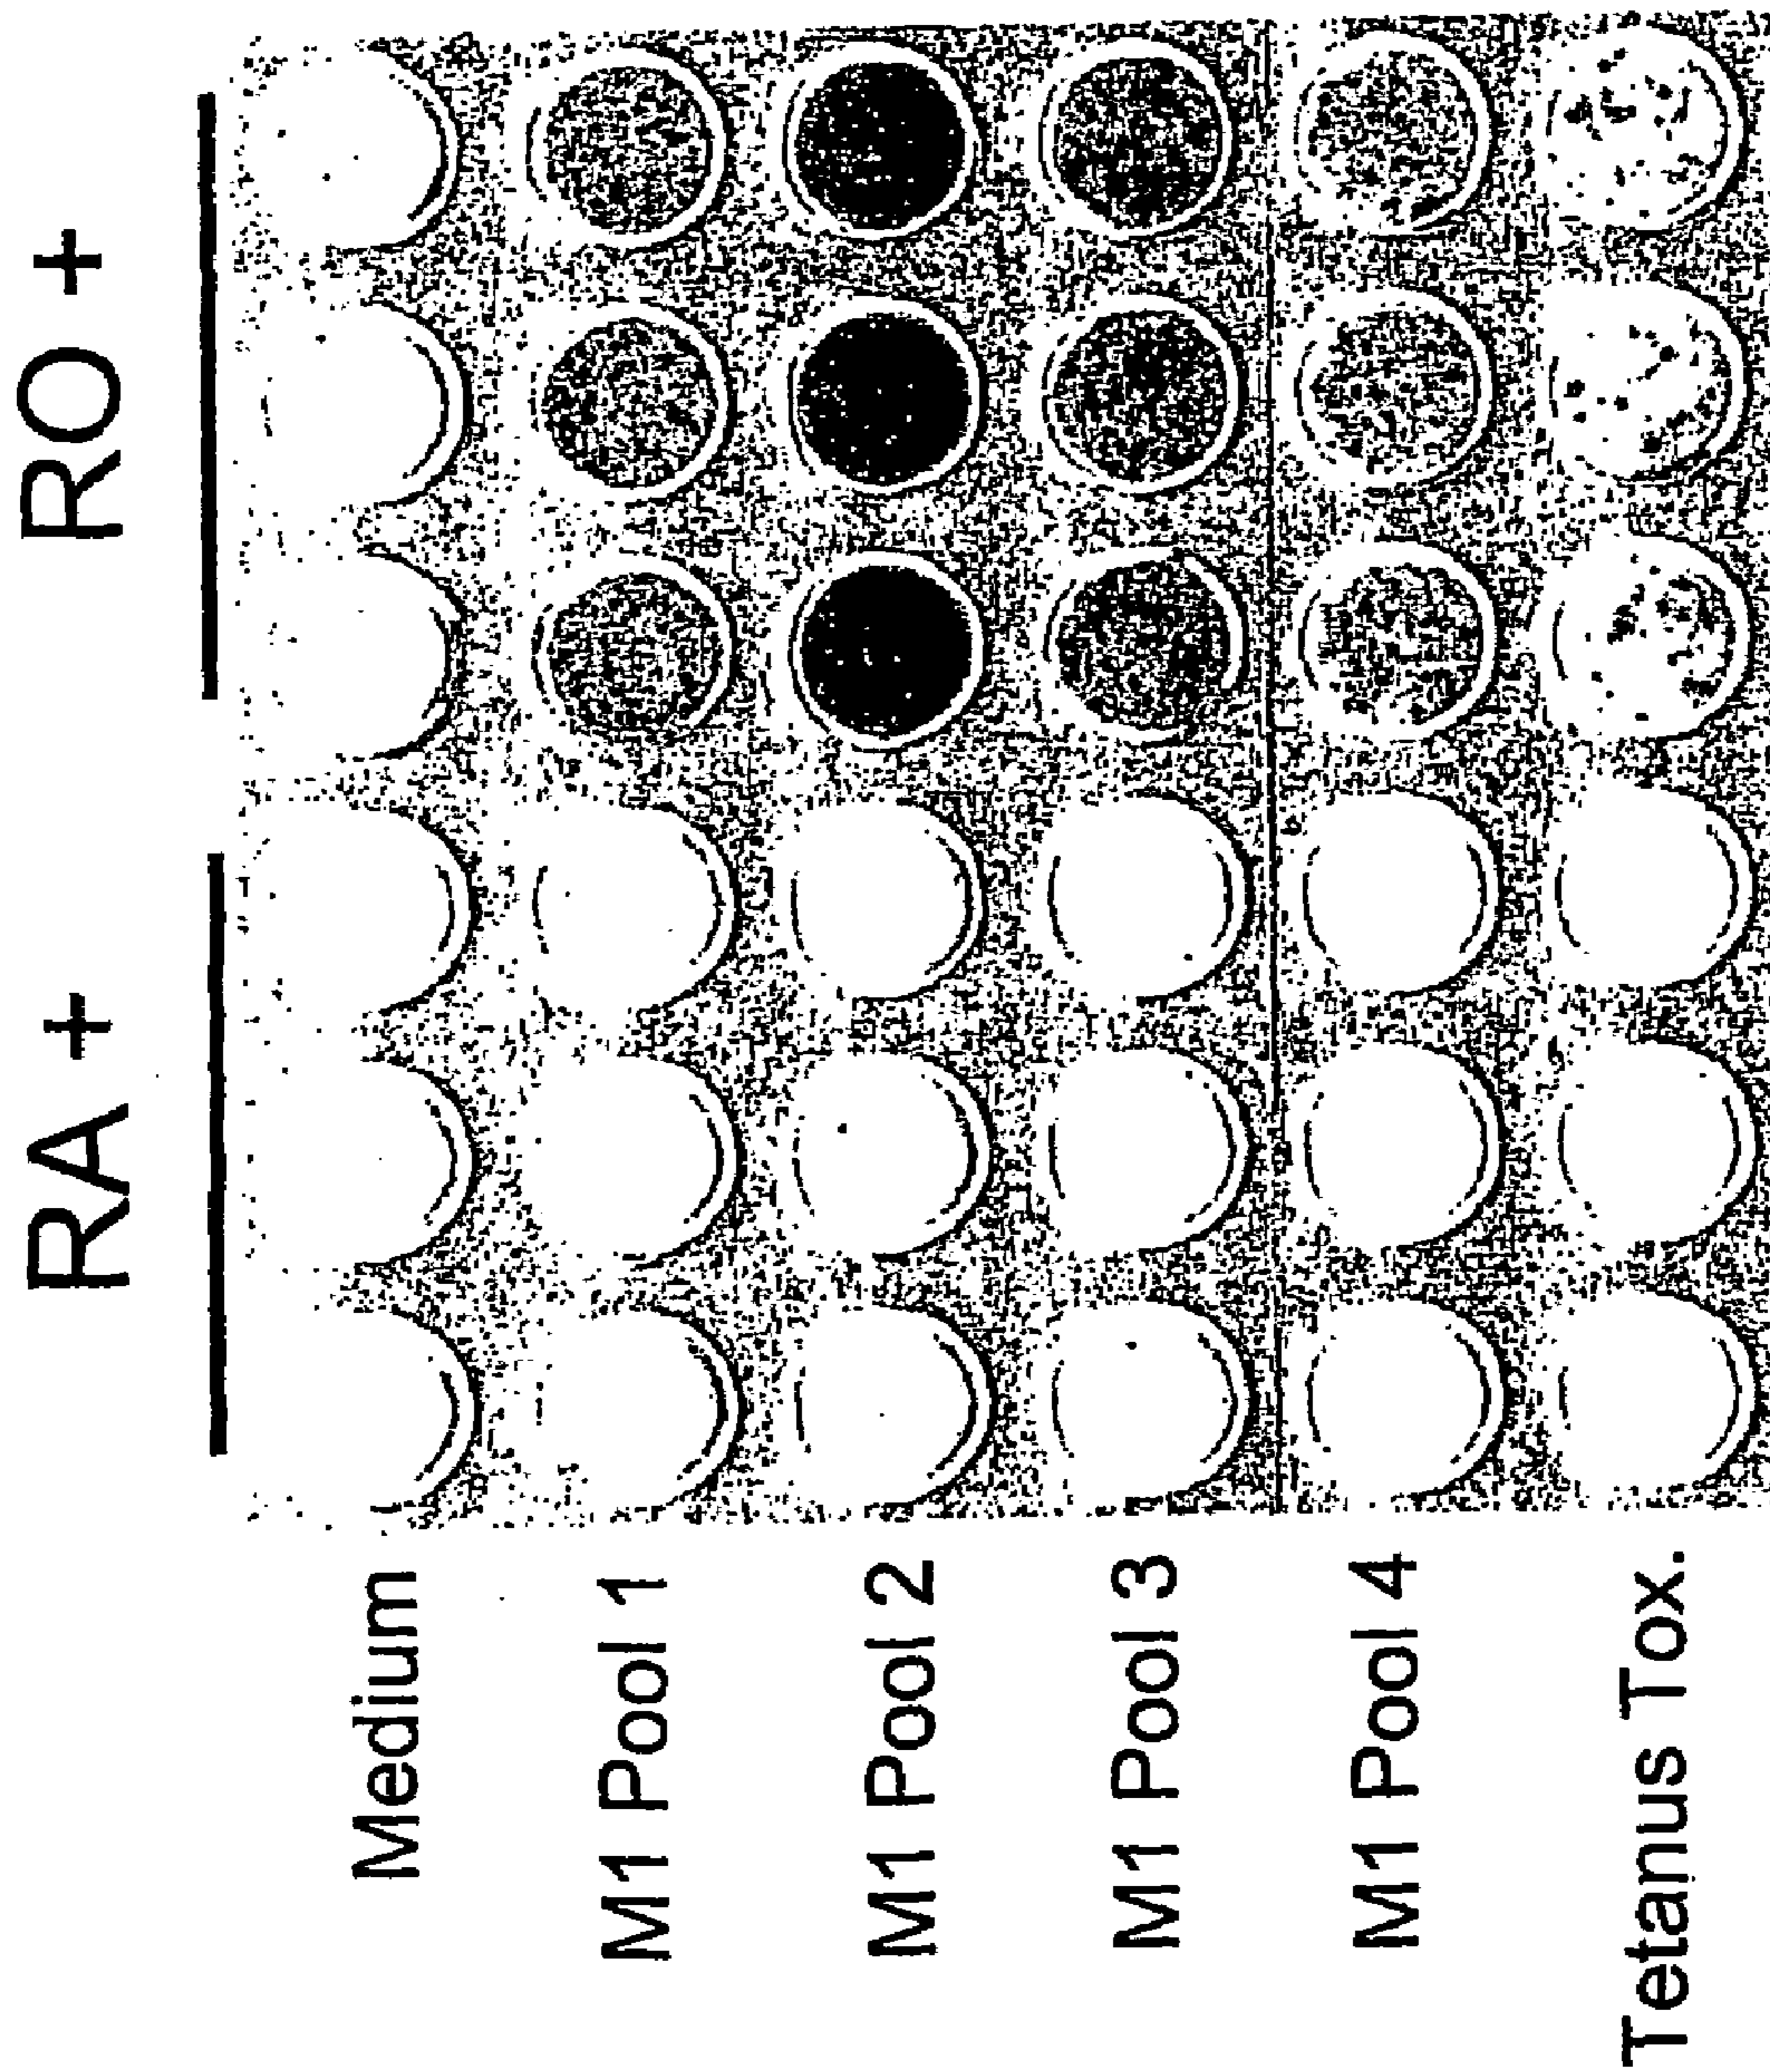 RA +
RO +
Medium
M1 Pool 1
M1 Pool 2
M1 Pool 3
M1 Pool 4
Tetanus Tox.